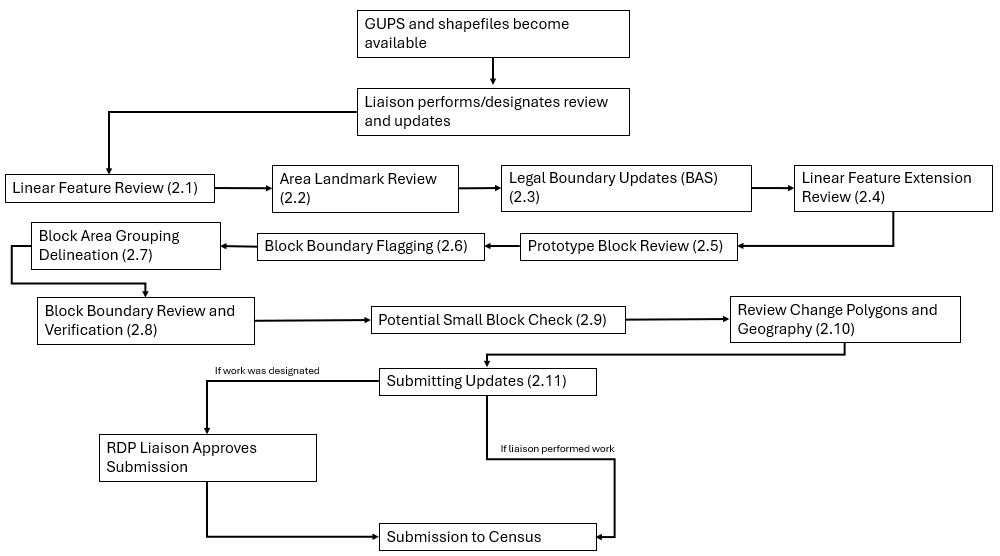 GUPS and shapefiles become
available
Liaison performs/designates review
and updates
Linear Feature Review (2.1)
Area Landmark Review
(2.2)
Legal Boundary Updates (BAS)
(2.3)
Linear Feature Extension
Review (2.4)
Block Area Grouping
Delineation (2.7)
Block Boundary Flagging (2.6)
Prototype Block Review (2.5)
Block Boundary Review and
Verification (2.8)
Potential Small Block Check (2.9)
Review Change Polygons and
Geography (2.10)
If work was designated
Submitting Updates (2.11)
RDP Liaison Approves
Submission
If liaison performed work
Submission to Census